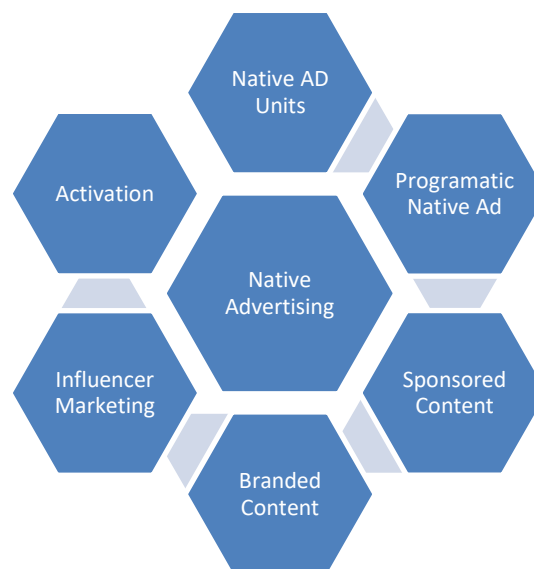 Native AD
Units
Programatic
Native Ad
Activation
Native
Advertising
Influencer
Marketing
Sponsored
Content
Branded
Content